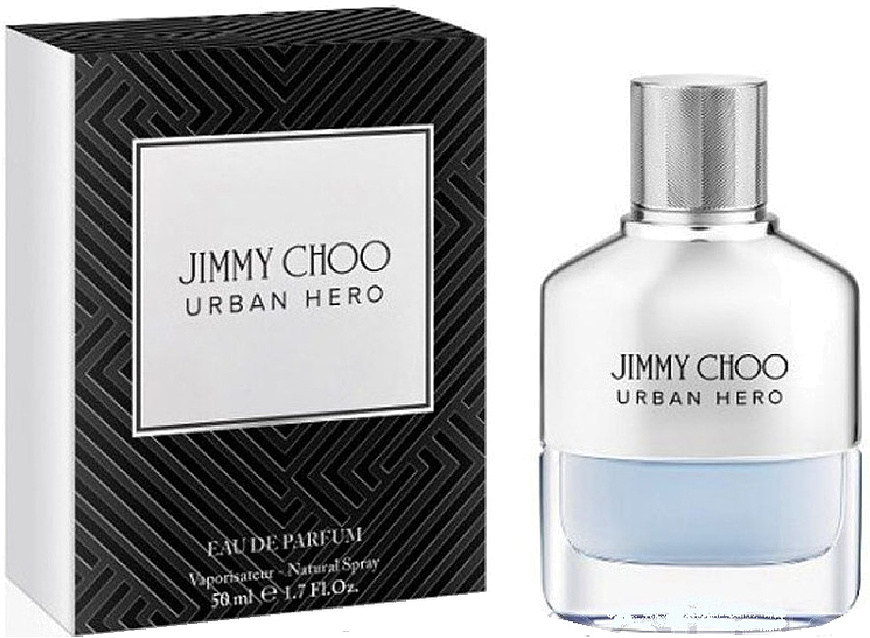 JIMMY CHOO
URBAN HERO
EAU DE PARFUM
Vaporisateur - Natural Spray
50 ml ℮ 1.7 Fl.Oz.
JIMMY CHOO
URBAN HERO